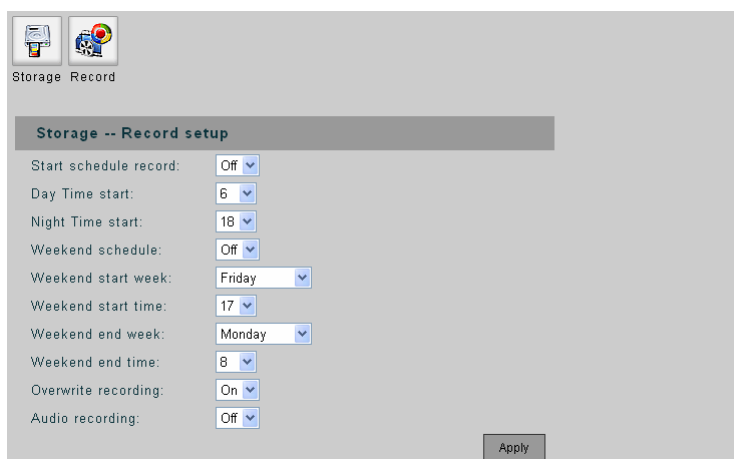 Storage Record
Storage -- Record setup
Start schedule record: Off
Day Time start: 6
Night Time start: 18
Weekend schedule: Off
Weekend start week: Friday
Weekend start time: 17
Weekend end week: Monday
Weekend end time: 8
Overwrite recording: On
Audio recording: Off
Apply